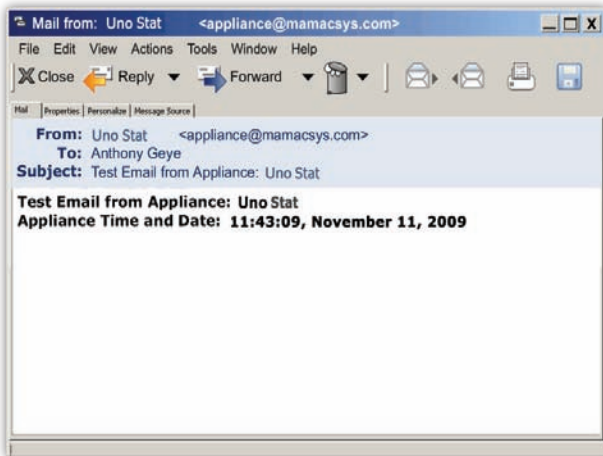 Mail from: Uno Stat <appliance@mamacsys.com>
File Edit View Actions Tools Window Help
Close Reply Forward
Mail Properties Personalize Message Source
From: Uno Stat <appliance@mamacsys.com>
To: Anthony Geye
Subject: Test Email from Appliance: Uno Stat
Test Email from Appliance: Uno Stat
Appliance Time and Date: 11:43:09, November 11, 2009